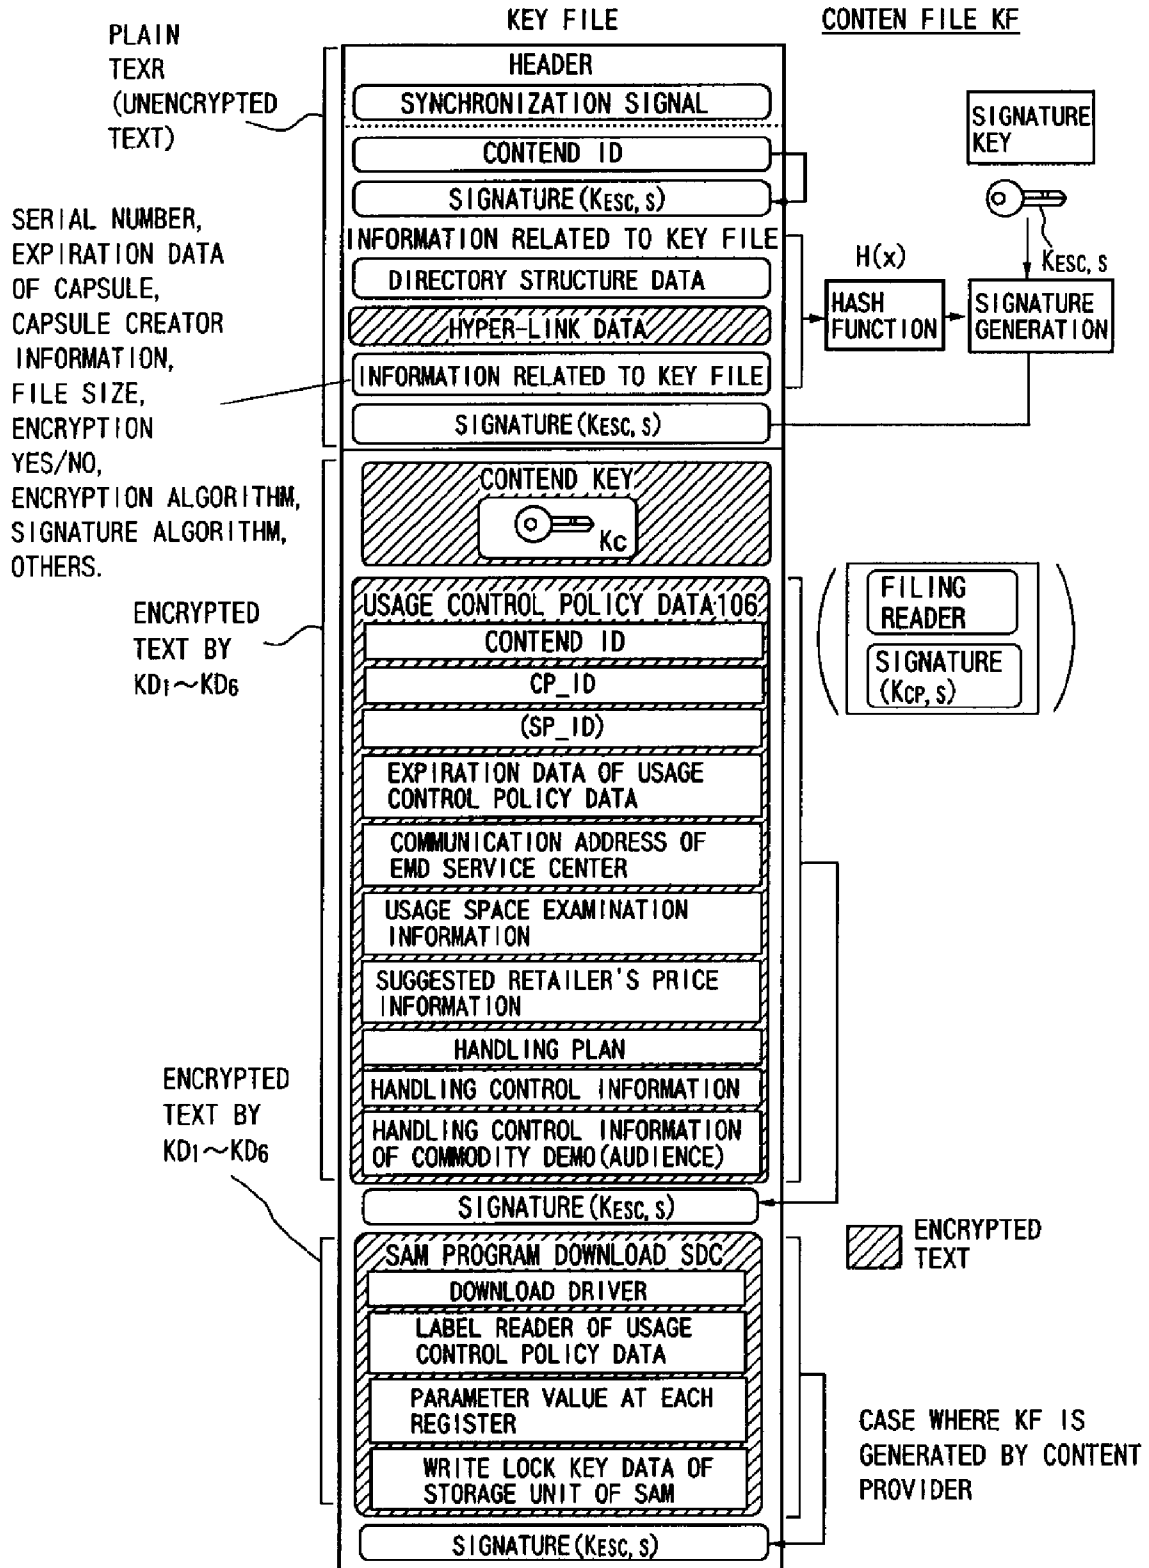 KEY FILE
CONTEN FILE KF
PLAIN
TEXR
(UNENCRYPTED
TEXT)
HEADER
SYNCHRONIZATION SIGNAL
CONTEND ID
SIGNATURE(KESC, S)
INFORMATION RELATED TO KEY FILE
DIRECTORY STRUCTURE DATA
HYPER-LINK DATA
INFORMATION RELATED TO KEY FILE
SIGNATURE(KESC, S)
SIGNATURE
KEY
KESC, S
H(x)
HASH
FUNCTION
SIGNATURE
GENERATION
SERIAL NUMBER,
EXPIRATION DATA
OF CAPSULE,
CAPSULE CREATOR
INFORMATION,
FILE SIZE,
ENCRYPTION
YES/NO,
ENCRYPTION ALGORITHM,
SIGNATURE ALGORITHM,
OTHERS.
CONTEND KEY
Kc
ENCRYPTED
TEXT BY
KD1~KD6
USAGE CONTROL POLICY DATA106
CONTEND ID
CP_ID
(SP_ID)
EXPIRATION DATA OF USAGE
CONTROL POLICY DATA
COMMUNICATION ADDRESS OF
EMD SERVICE CENTER
USAGE SPACE EXAMINATION
INFORMATION
SUGGESTED RETAILER'S PRICE
INFORMATION
HANDLING PLAN
HANDLING CONTROL INFORMATION
HANDLING CONTROL INFORMATION
OF COMMODITY DEMO(AUDIENCE)
FILING
READER
SIGNATURE
(KCP, S)
ENCRYPTED
TEXT BY
KD1~KD6
SIGNATURE(KESC, S)
ENCRYPTED
TEXT
SAM PROGRAM DOWNLOAD SDC
DOWNLOAD DRIVER
LABEL READER OF USAGE
CONTROL POLICY DATA
PARAMETER VALUE AT EACH
REGISTER
WRITE LOCK KEY DATA OF
STORAGE UNIT OF SAM
SIGNATURE(KESC, S)
CASE WHERE KF IS
GENERATED BY CONTENT
PROVIDER